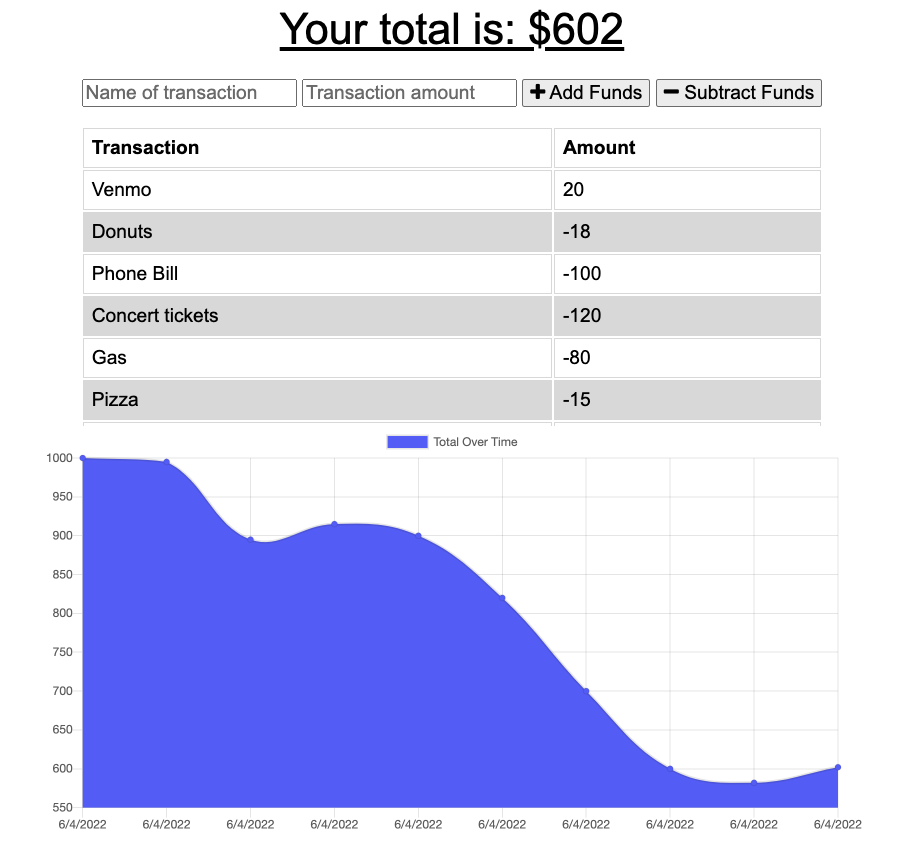 Your total is: $602
Name of transaction Transaction amount + Add Funds − Subtract Funds
Transaction Amount
Venmo 20
Donuts -18
Phone Bill -100
Concert tickets -120
Gas -80
Pizza -15
Total Over Time
1000
950
900
850
800
750
700
650
600
550
6/4/2022 6/4/2022 6/4/2022 6/4/2022 6/4/2022 6/4/2022 6/4/2022 6/4/2022 6/4/2022 6/4/2022